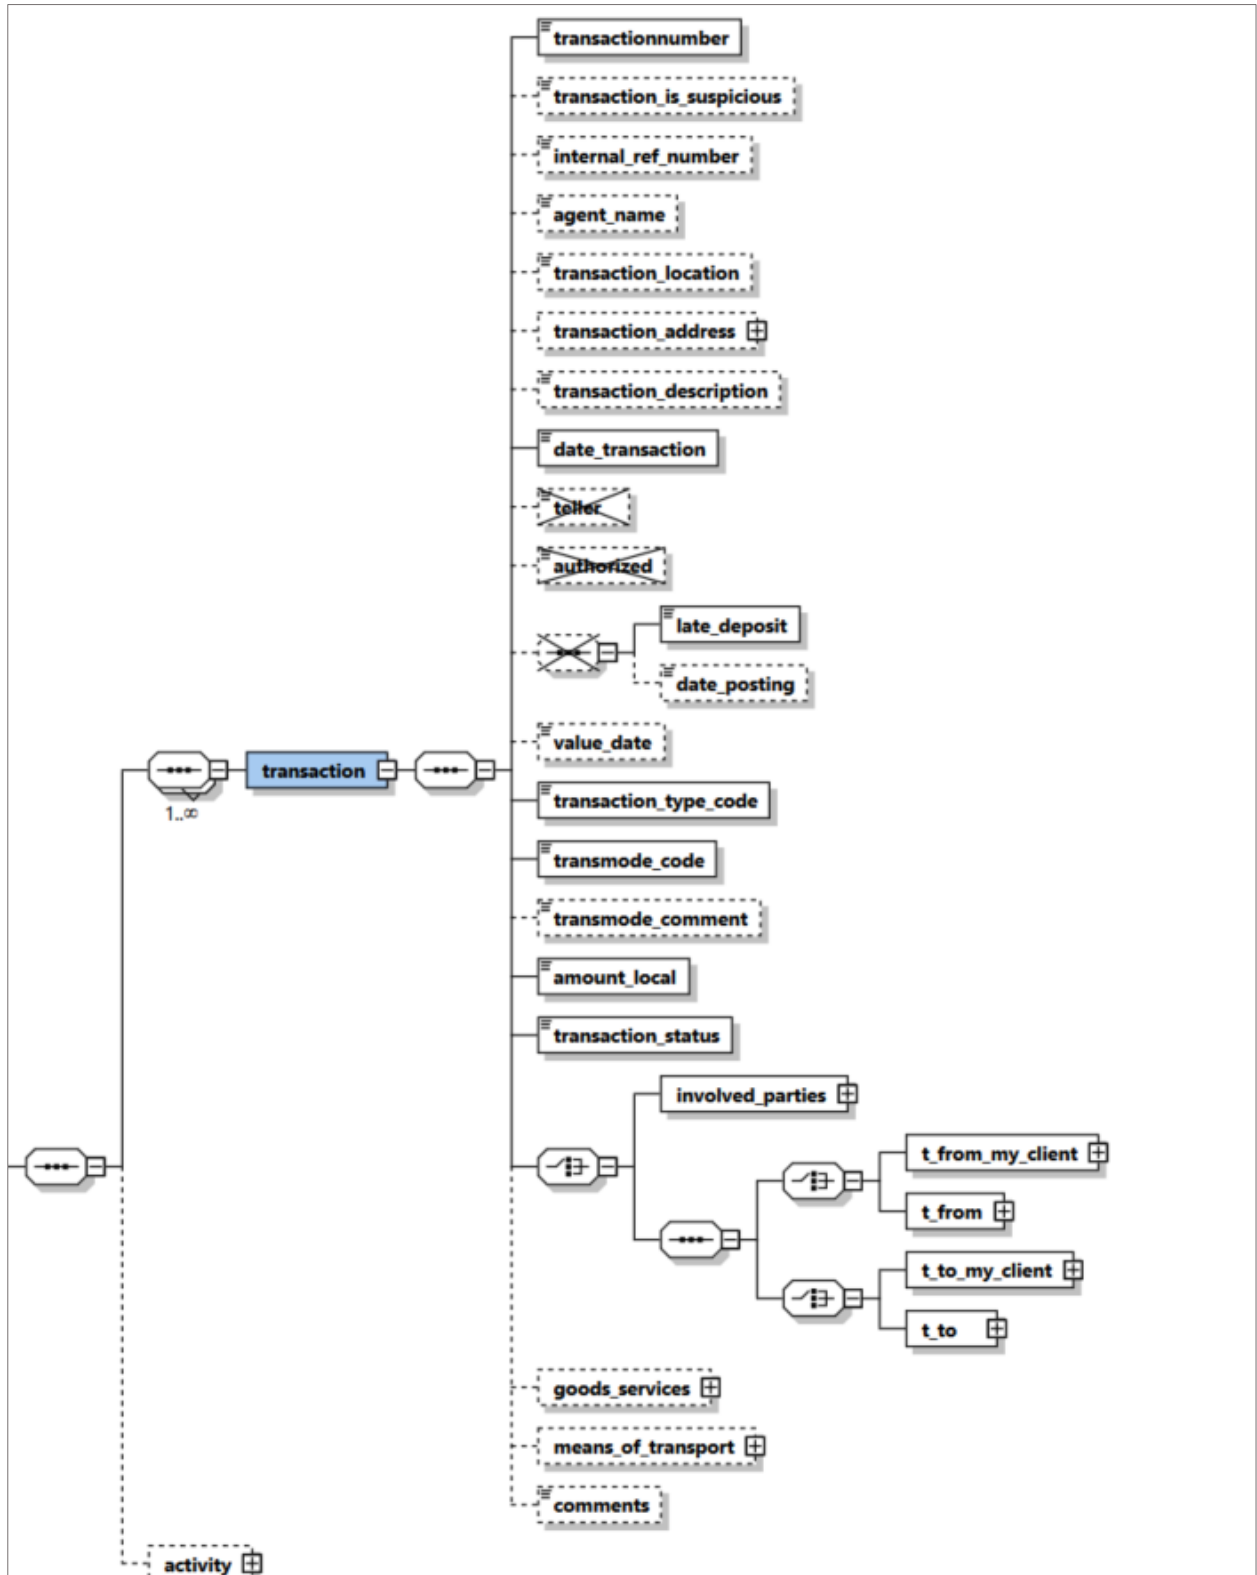 transactionnumber
transaction_is_suspicious
internal_ref_number
agent_name
transaction_location
transaction_address
transaction_description
date_transaction
teller
authorized
late_deposit
date_posting
value_date
transaction
1..∞
transaction_type_code
transmode_code
transmode_comment
amount_local
transaction_status
involved_parties
t_from_my_client
t_from
t_to_my_client
t_to
goods_services
means_of_transport
comments
activity